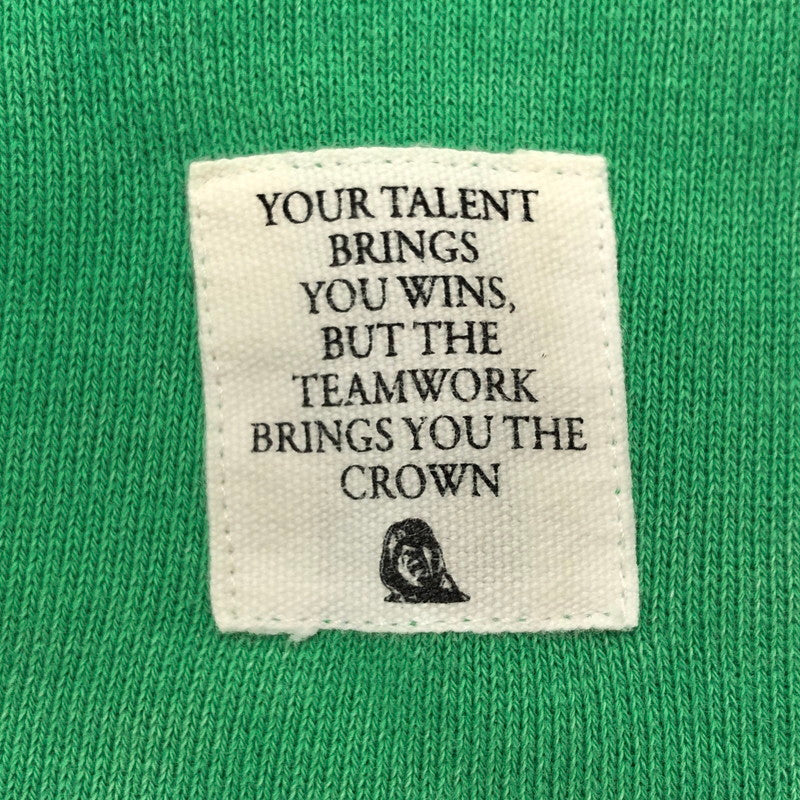 YOUR TALENT
BRINGS
YOU WINS,
BUT THE
TEAMWORK
BRINGS YOU THE
CROWN